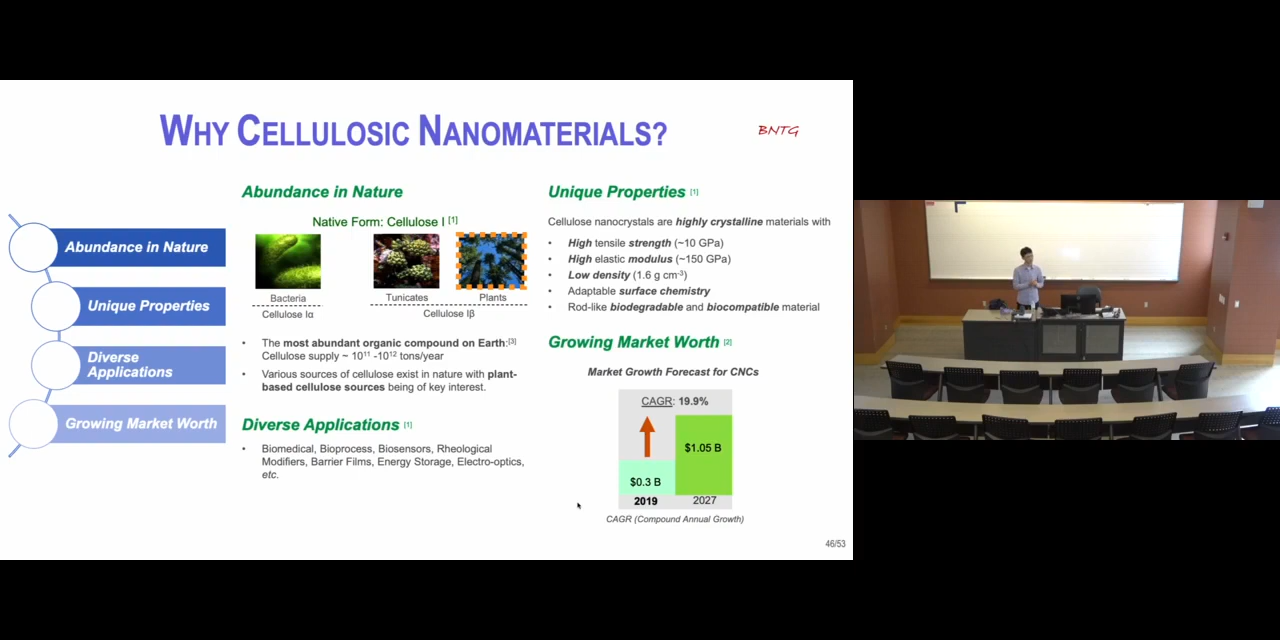 WHY CELLULOSIC NANOMATERIALS?
BNTG
Abundance in Nature
Unique Properties
Diverse
Applications
Growing Market Worth
Abundance in Nature
Native Form: Cellulose I [1]
Bacteria
Tunicates
Plants
Cellulose Iα
Cellulose Iβ
• The most abundant organic compound on Earth:[3]
Cellulose supply ~ 10¹¹ -10¹² tons/year
• Various sources of cellulose exist in nature with plant-
based cellulose sources being of key interest.
Diverse Applications [1]
• Biomedical, Bioprocess, Biosensors, Rheological
Modifiers, Barrier Films, Energy Storage, Electro-optics,
etc.
Unique Properties [1]
Cellulose nanocrystals are highly crystalline materials with
• High tensile strength (~10 GPa)
• High elastic modulus (~150 GPa)
• Low density (1.6 g cm⁻³)
• Adaptable surface chemistry
• Rod-like biodegradable and biocompatible material
Growing Market Worth [2]
Market Growth Forecast for CNCs
CAGR: 19.9%
$1.05 B
$0.3 B
2019
2027
CAGR (Compound Annual Growth)
46/53